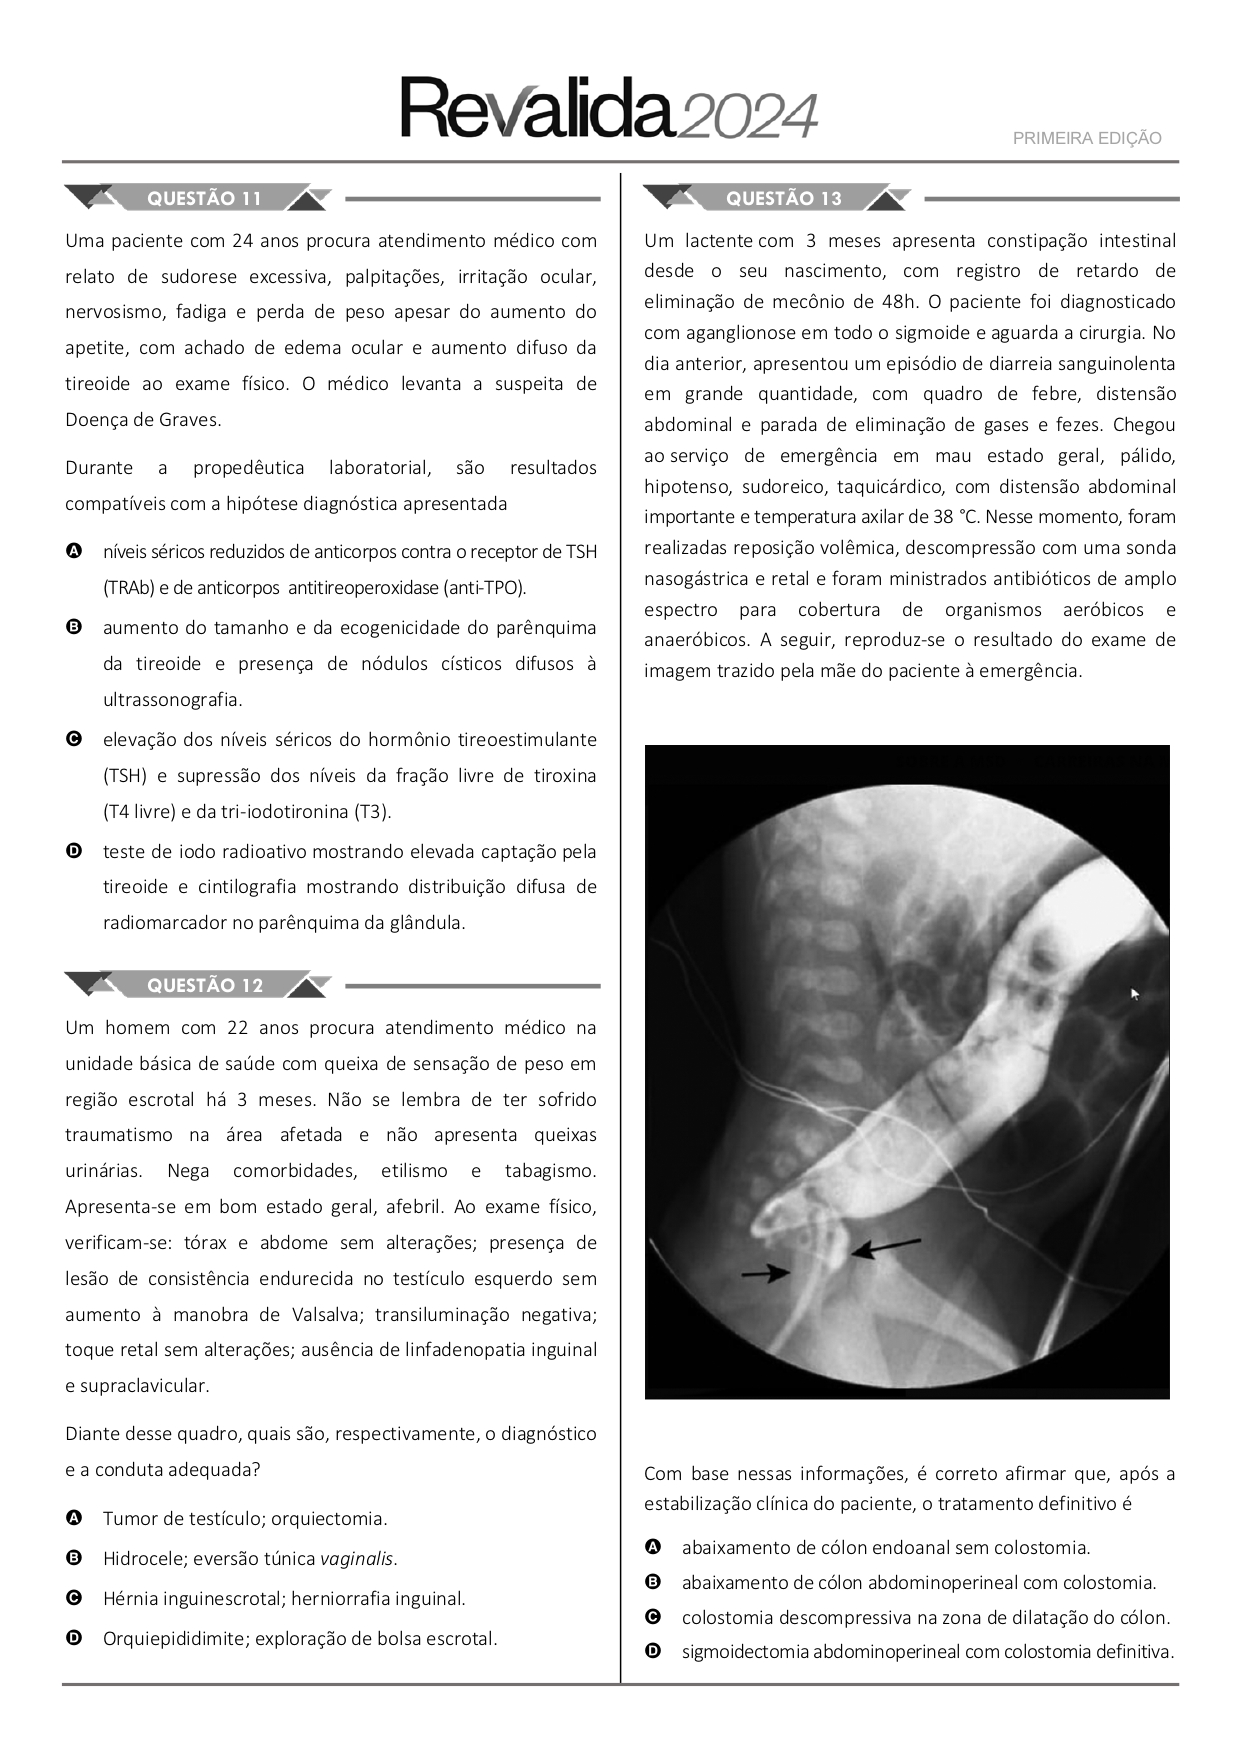 Revalida2024
PRIMEIRA EDIÇÃO
QUESTÃO 11
Uma paciente com 24 anos procura atendimento médico com
relato de sudorese excessiva, palpitações, irritação ocular,
nervosismo, fadiga e perda de peso apesar do aumento do
apetite, com achado de edema ocular e aumento difuso da
tireoide ao exame físico. O médico levanta a suspeita de
Doença de Graves.
Durante a propedêutica laboratorial, são resultados
compatíveis com a hipótese diagnóstica apresentada
A níveis séricos reduzidos de anticorpos contra o receptor de TSH
(TRAb) e de anticorpos antitireoperoxidase (anti-TPO).
B aumento do tamanho e da ecogenicidade do parênquima
da tireoide e presença de nódulos císticos difusos à
ultrassonografia.
C elevação dos níveis séricos do hormônio tireoestimulante
(TSH) e supressão dos níveis da fração livre de tiroxina
(T4 livre) e da tri-iodotironina (T3).
D teste de iodo radioativo mostrando elevada captação pela
tireoide e cintilografia mostrando distribuição difusa de
radiomarcador no parênquima da glândula.
QUESTÃO 12
Um homem com 22 anos procura atendimento médico na
unidade básica de saúde com queixa de sensação de peso em
região escrotal há 3 meses. Não se lembra de ter sofrido
traumatismo na área afetada e não apresenta queixas
urinárias. Nega comorbidades, etilismo e tabagismo.
Apresenta-se em bom estado geral, afebril. Ao exame físico,
verificam-se: tórax e abdome sem alterações; presença de
lesão de consistência endurecida no testículo esquerdo sem
aumento à manobra de Valsalva; transiluminação negativa;
toque retal sem alterações; ausência de linfadenopatia inguinal
e supraclavicular.
Diante desse quadro, quais são, respectivamente, o diagnóstico
e a conduta adequada?
A Tumor de testículo; orquiectomia.
B Hidrocele; eversão túnica vaginalis.
C Hérnia inguinescrotal; herniorrafia inguinal.
D Orquiepididimite; exploração de bolsa escrotal.
QUESTÃO 13
Um lactente com 3 meses apresenta constipação intestinal
desde o seu nascimento, com registro de retardo de
eliminação de mecônio de 48h. O paciente foi diagnosticado
com aganglionose em todo o sigmoide e aguarda a cirurgia. No
dia anterior, apresentou um episódio de diarreia sanguinolenta
em grande quantidade, com quadro de febre, distensão
abdominal e parada de eliminação de gases e fezes. Chegou
ao serviço de emergência em mau estado geral, pálido,
hipotenso, sudoreico, taquicárdico, com distensão abdominal
importante e temperatura axilar de 38 °C. Nesse momento, foram
realizadas reposição volêmica, descompressão com uma sonda
nasogástrica e retal e foram ministrados antibióticos de amplo
espectro para cobertura de organismos aeróbicos e
anaeróbicos. A seguir, reproduz-se o resultado do exame de
imagem trazido pela mãe do paciente à emergência.
Com base nessas informações, é correto afirmar que, após a
estabilização clínica do paciente, o tratamento definitivo é
A abaixamento de cólon endoanal sem colostomia.
B abaixamento de cólon abdominoperineal com colostomia.
C colostomia descompressiva na zona de dilatação do cólon.
D sigmoidectomia abdominoperineal com colostomia definitiva.